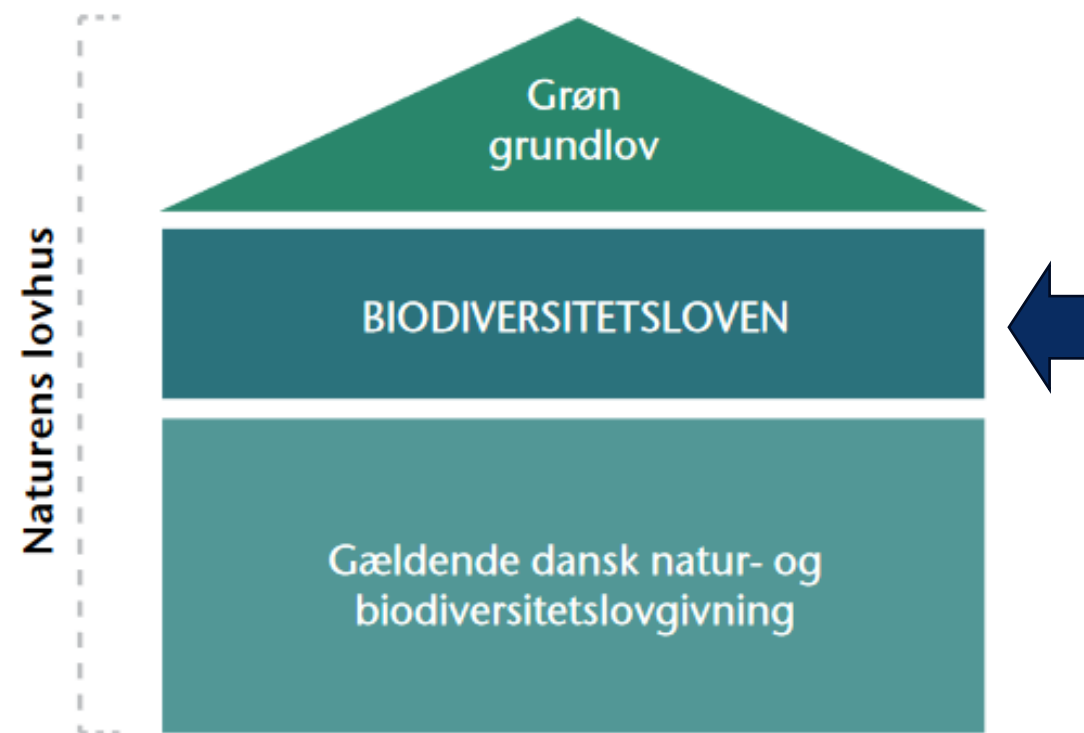 Naturens lovhus
Grøn
grundlov
BIODIVERSITETSLOVEN
Gældende dansk natur- og
biodiversitetslovgivning